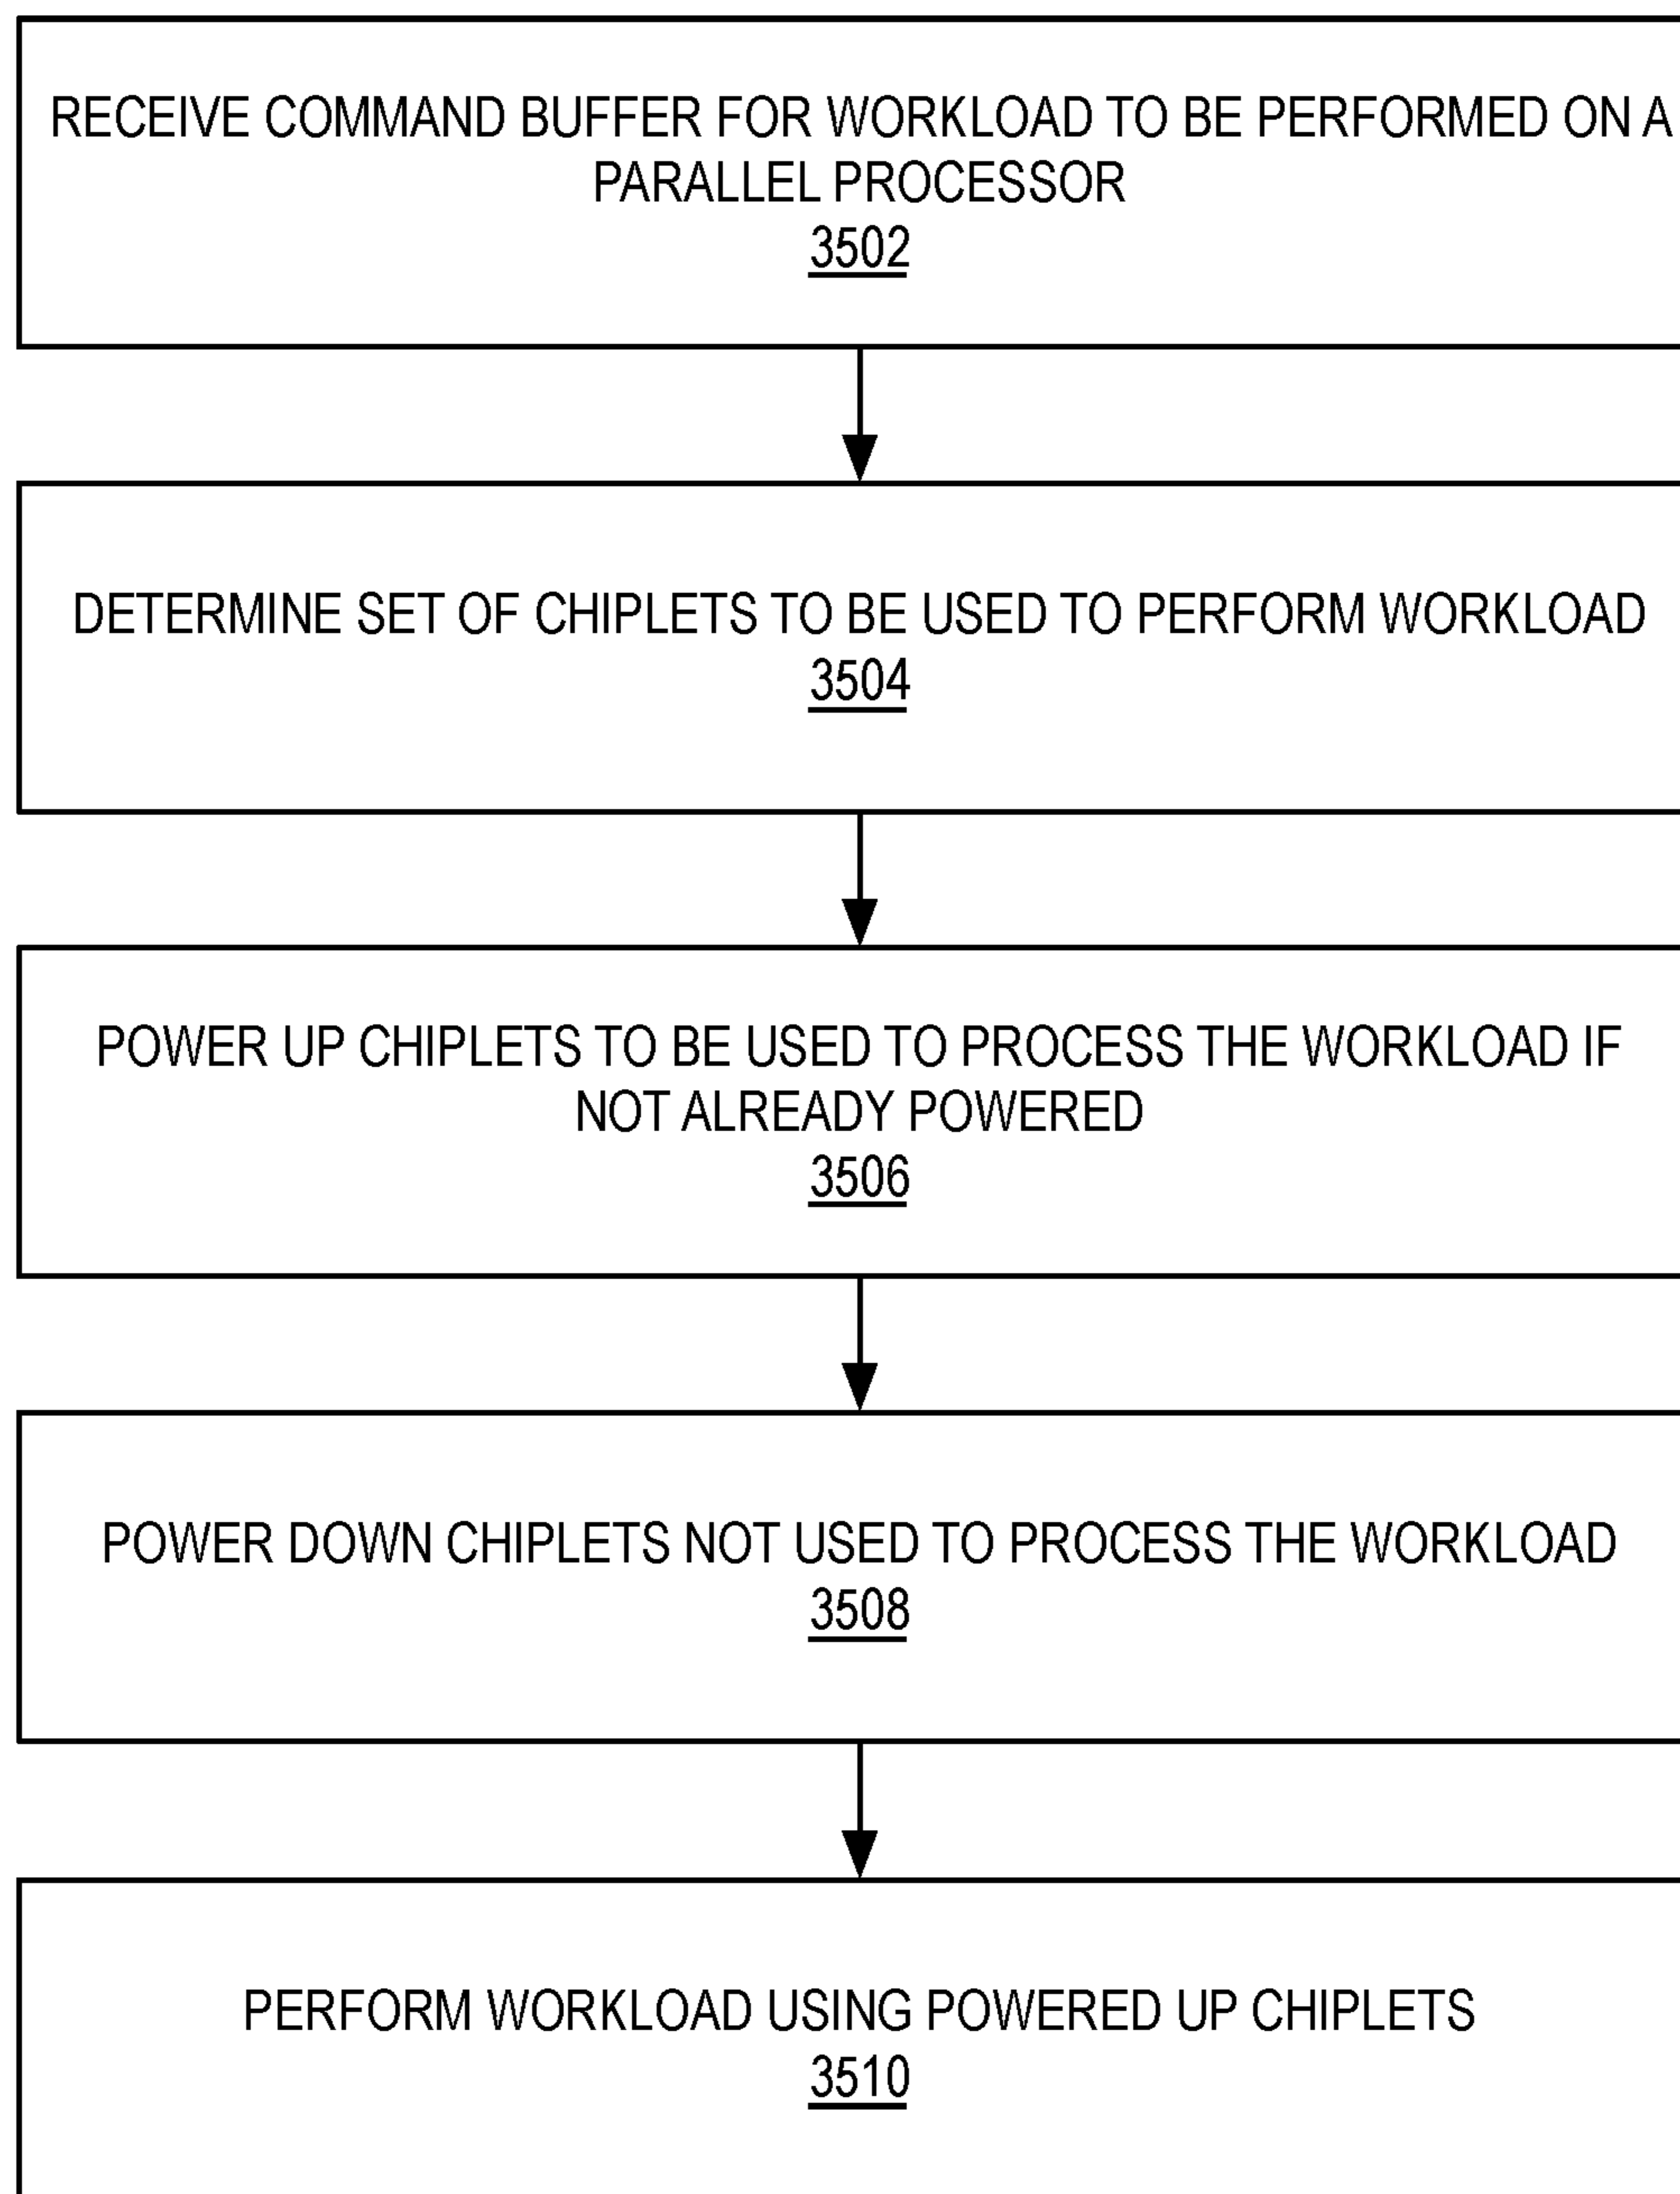 RECEIVE COMMAND BUFFER FOR WORKLOAD TO BE PERFORMED ON A
PARALLEL PROCESSOR
3502
DETERMINE SET OF CHIPLETS TO BE USED TO PERFORM WORKLOAD
3504
POWER UP CHIPLETS TO BE USED TO PROCESS THE WORKLOAD IF
NOT ALREADY POWERED
3506
POWER DOWN CHIPLETS NOT USED TO PROCESS THE WORKLOAD
3508
PERFORM WORKLOAD USING POWERED UP CHIPLETS
3510